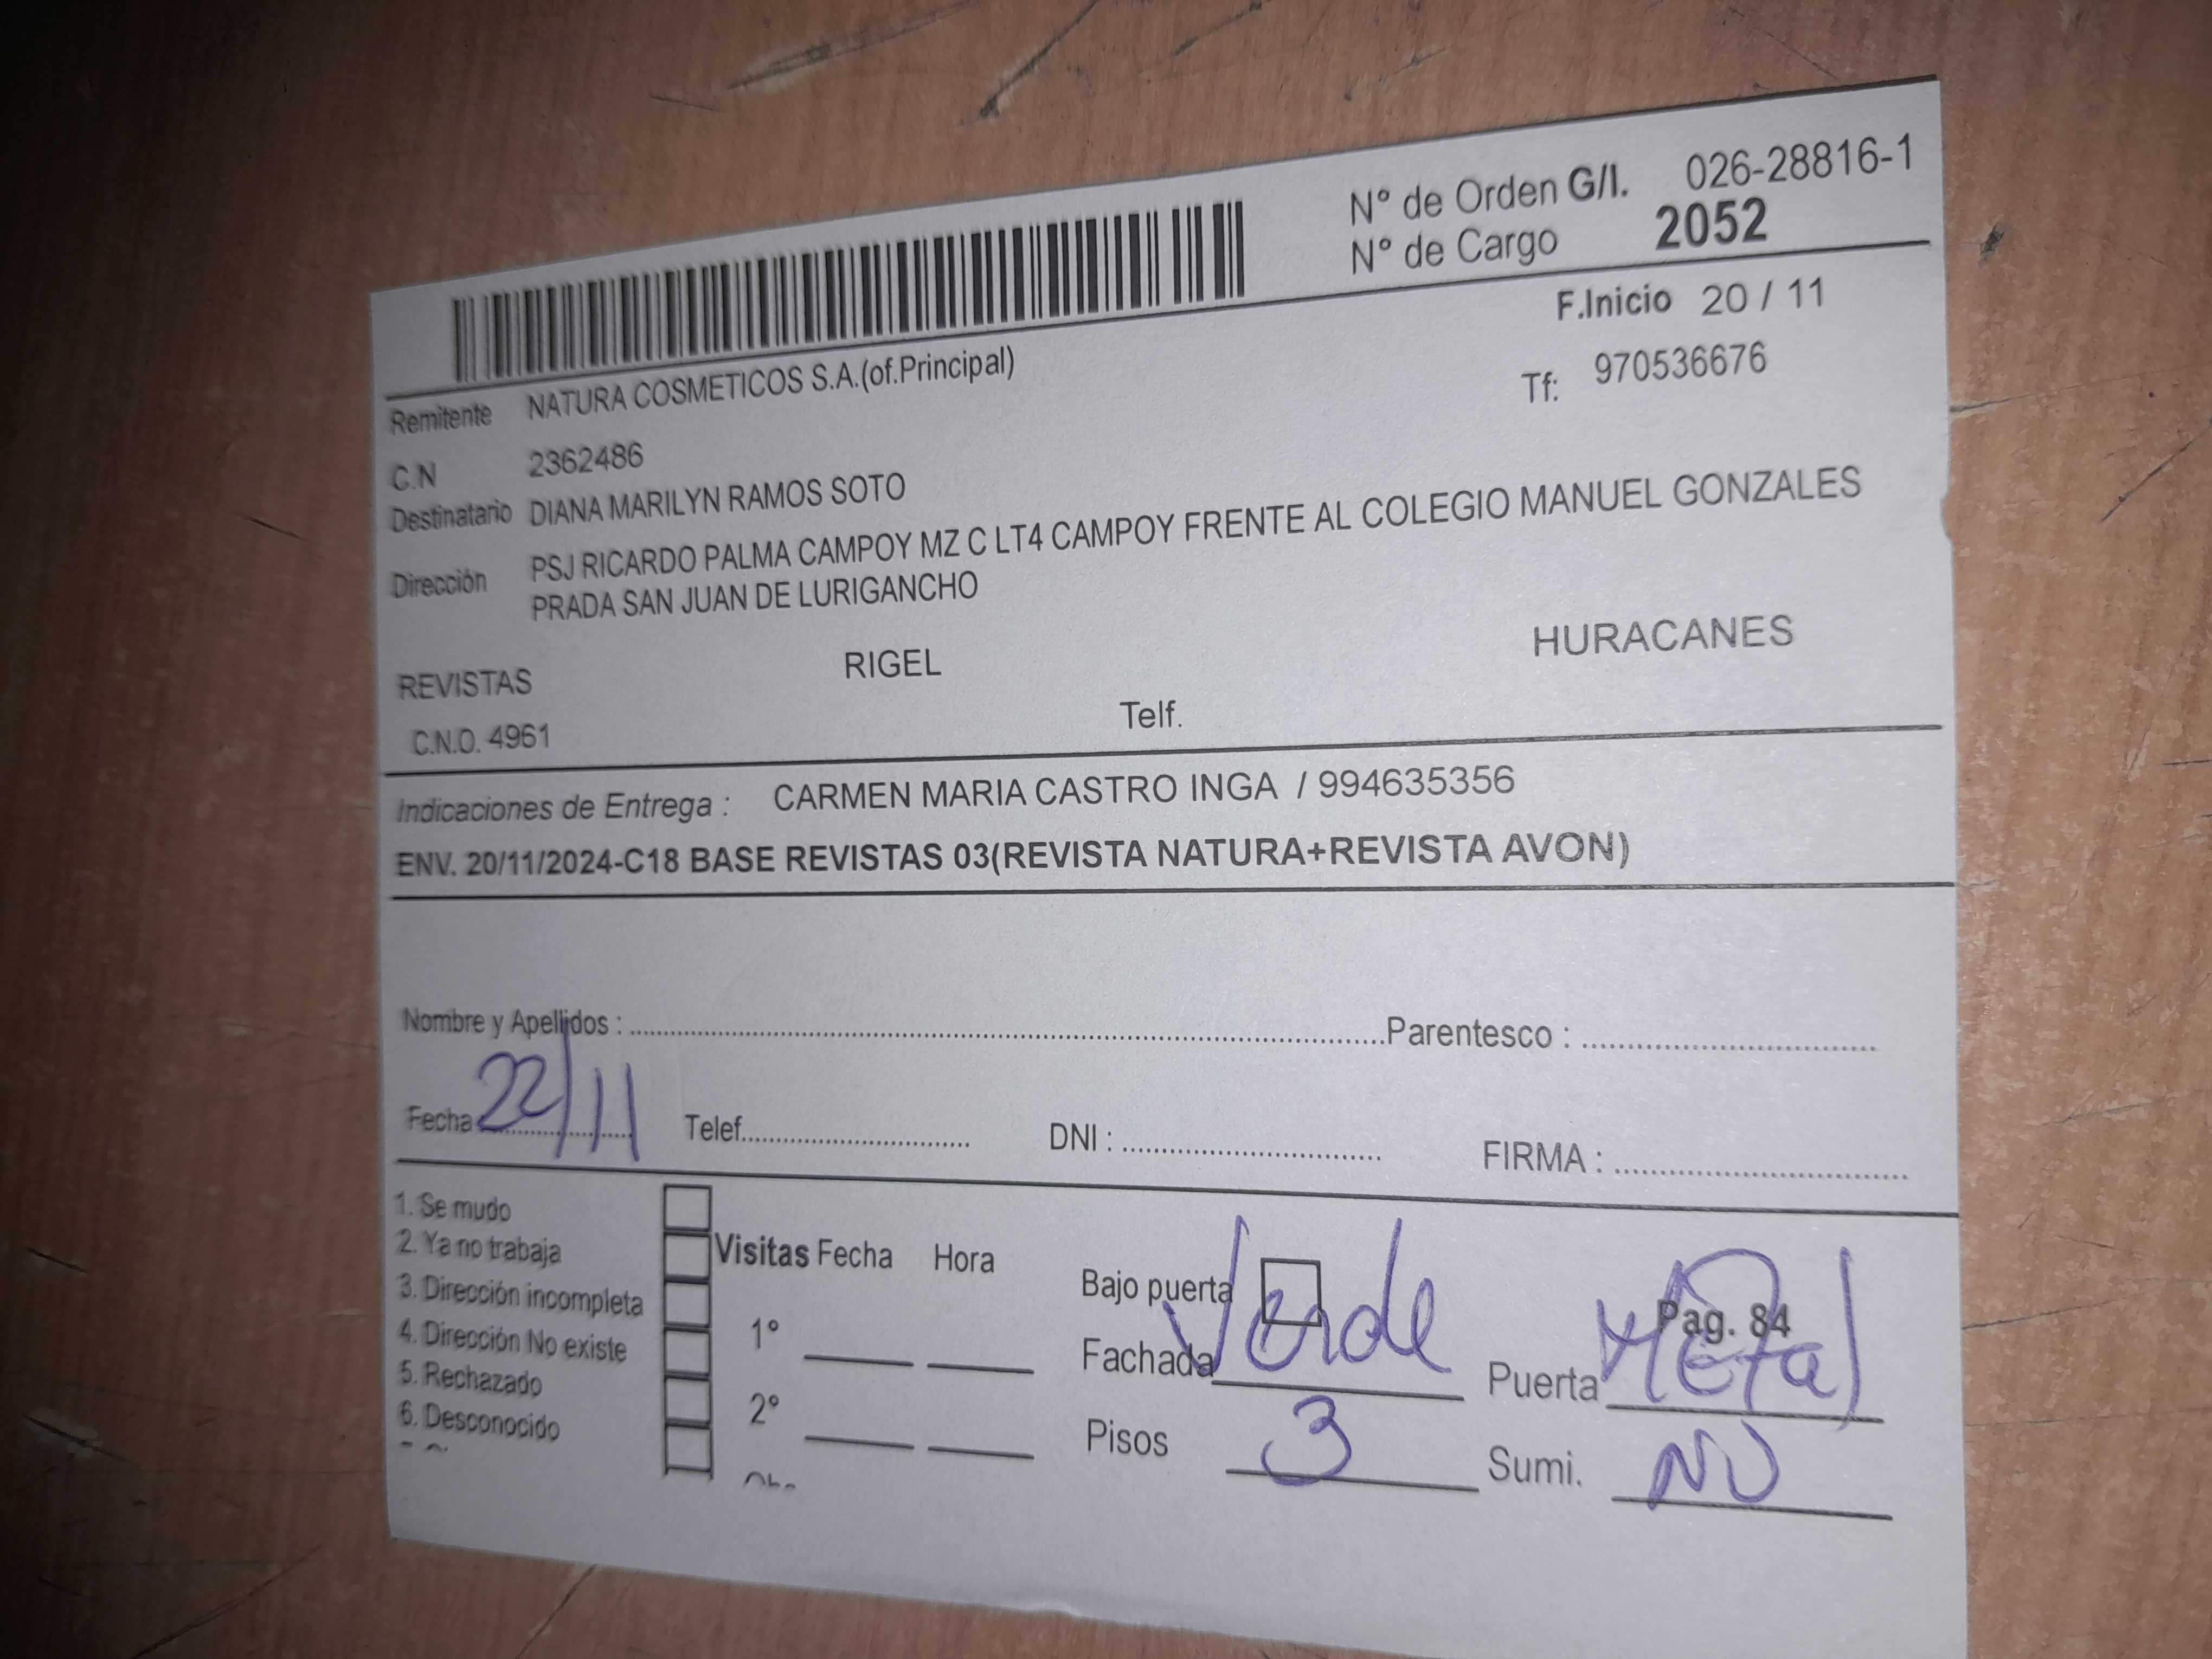 N° de Orden G/I. 026-28816-1
N° de Cargo 2052
F.Inicio 20 / 11
Remitente NATURA COSMETICOS S.A.(of.Principal)
Tf: 970536676
C.N 2362486
Destinatario DIANA MARILYN RAMOS SOTO
Dirección PSJ RICARDO PALMA CAMPOY MZ C LT4 CAMPOY FRENTE AL COLEGIO MANUEL GONZALES
PRADA SAN JUAN DE LURIGANCHO
REVISTAS RIGEL HURACANES
C.N.O. 4961 Telf.
Indicaciones de Entrega : CARMEN MARIA CASTRO INGA / 994635356
ENV. 20/11/2024-C18 BASE REVISTAS 03(REVISTA NATURA+REVISTA AVON)
Nombre y Apellidos : Parentesco :
Fecha 22/11 Telef. DNI : FIRMA :
1. Se mudo
2. Ya no trabaja
3. Dirección incompleta
4. Dirección No existe
5. Rechazado
6. Desconocido
Visitas Fecha Hora
1°
2°
Bajo puerta
Pag. 84
Fachada Verde Puerta Metal
Pisos 3 Sumi. NO